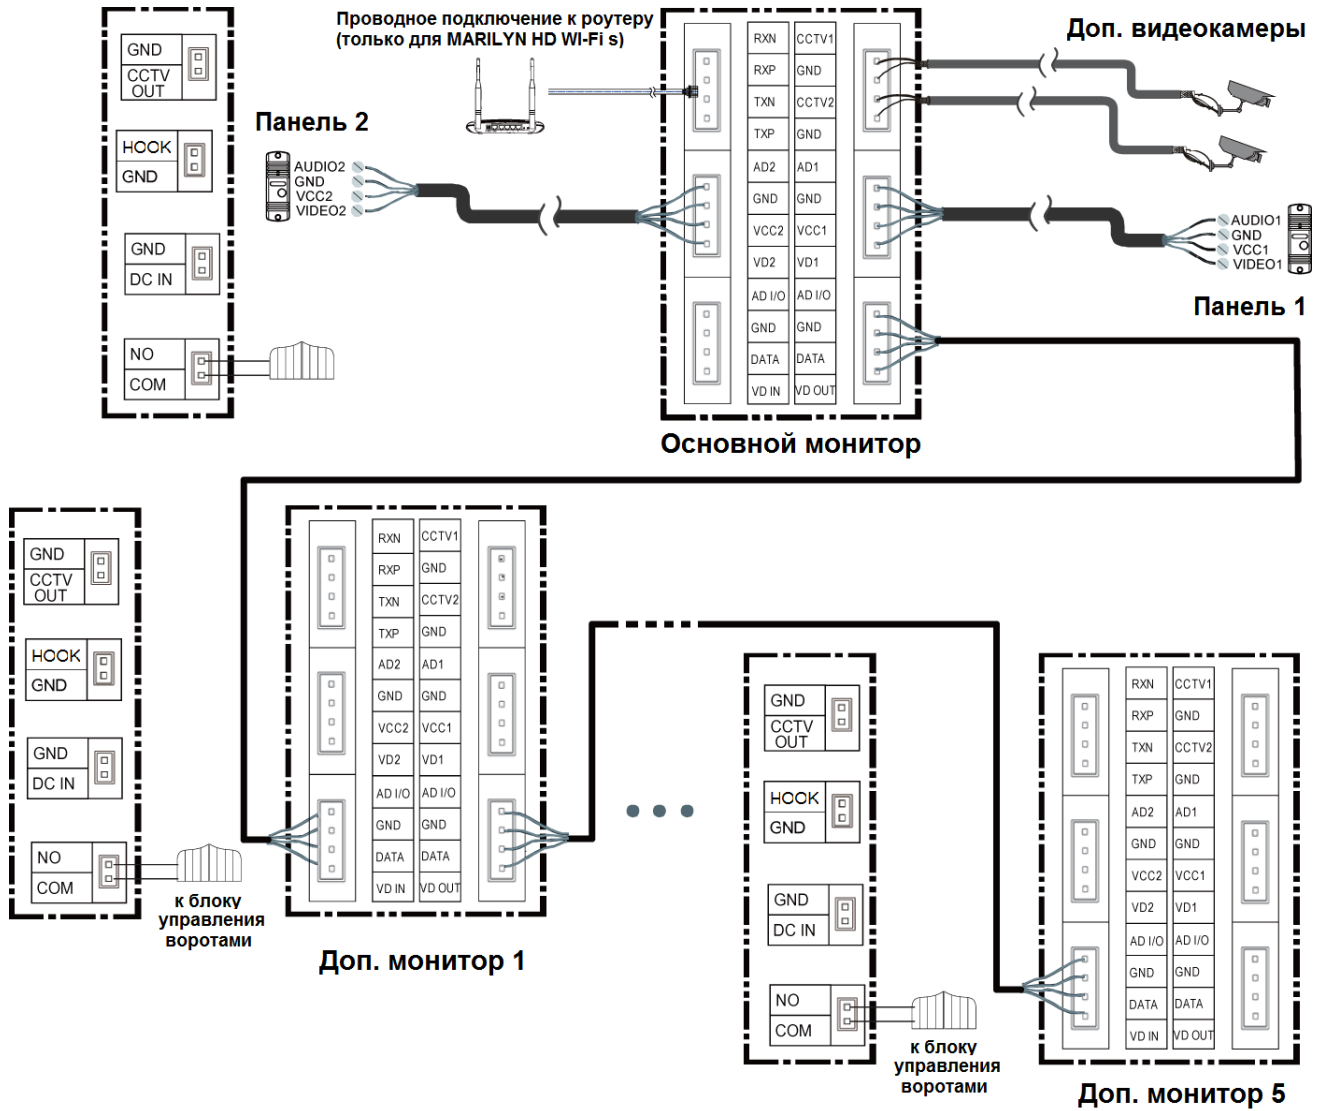 Проводное подключение к роутеру
(только для MARILYN HD WI-Fi s)
Доп. видеокамеры
GND
CCTV
OUT
HOOK
GND
GND
DC IN
NO
COM
Панель 2
AUDIO2
GND
VCC2
VIDEO2
RXN CCTV1
RXP GND
TXN CCTV2
TXP GND
AD2 AD1
GND GND
VCC2 VCC1
VD2 VD1
AD I/O AD I/O
GND GND
DATA DATA
VD IN VD OUT
AUDIO1
GND
VCC1
VIDEO1
Панель 1
Основной монитор
GND
CCTV
OUT
HOOK
GND
GND
DC IN
NO
COM
к блоку
управления
воротами
RXN CCTV1
RXP GND
TXN CCTV2
TXP GND
AD2 AD1
GND GND
VCC2 VCC1
VD2 VD1
AD I/O AD I/O
GND GND
DATA DATA
VD IN VD OUT
Доп. монитор 1
GND
CCTV
OUT
HOOK
GND
GND
DC IN
NO
COM
к блоку
управления
воротами
RXN CCTV1
RXP GND
TXN CCTV2
TXP GND
AD2 AD1
GND GND
VCC2 VCC1
VD2 VD1
AD I/O AD I/O
GND GND
DATA DATA
VD IN VD OUT
Доп. монитор 5